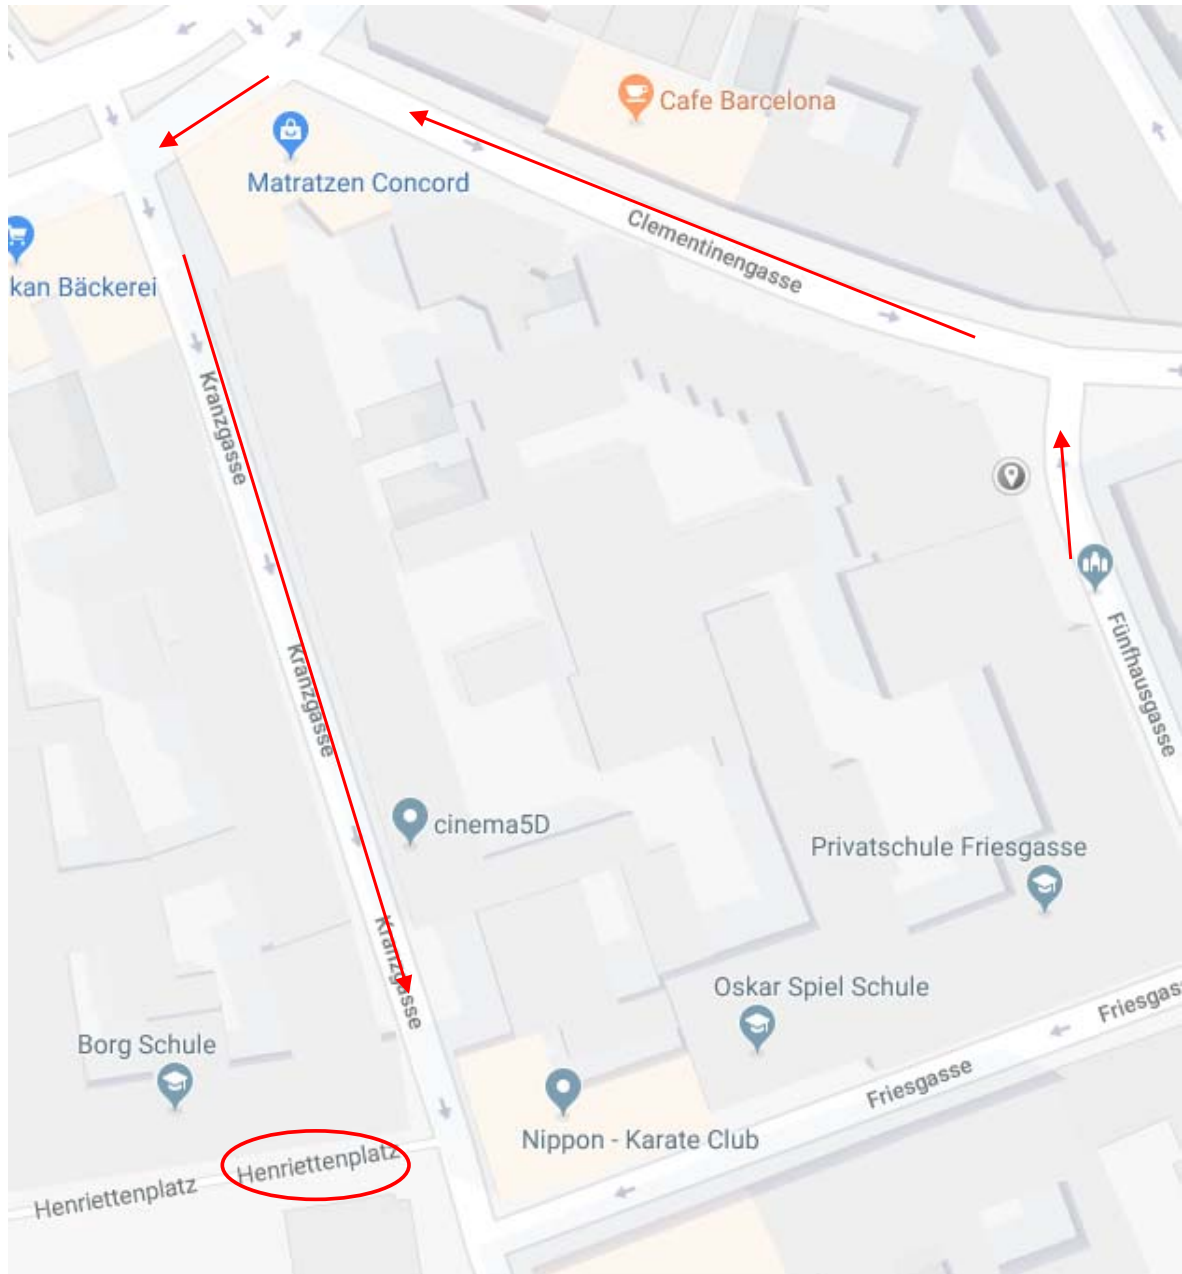 Cafe Barcelona
Matratzen Concord
Clementinengasse
kan Bäckerei
Kranzgasse
Fünfhausgasse
Kranzgasse
cinema5D
Privatschule Friesgasse
Kranzgasse
Oskar Spiel Schule
Friesgas
Borg Schule
Friesgasse
Nippon - Karate Club
Henriettenplatz
Henriettenplatz